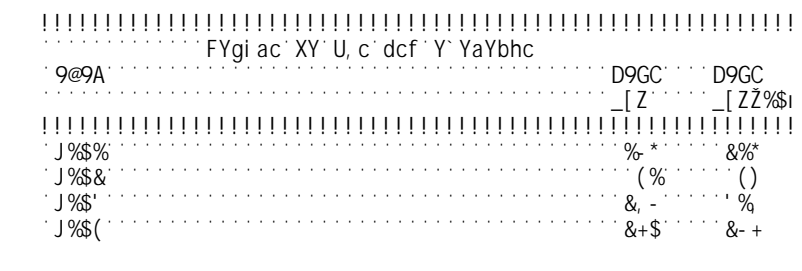 !!!!!!!!!!!!!!!!!!!!!!!!!!!!!!!!!!!!!!!!!!!!!!!!!!!!!!!!!!!!!!!!
˙˙˙˙˙˙˙˙˙˙˙˙˙FYgi ac˙XY˙U‚ c˙dcf˙Y`YaYbhc
˙9@9A˙˙˙˙˙˙˙˙˙˙˙˙˙˙˙˙˙˙˙˙˙˙˙˙˙˙˙˙˙˙˙˙D9GC˙˙˙˙D9GC
˙˙˙˙˙˙˙˙˙˙˙˙˙˙˙˙˙˙˙˙˙˙˙˙˙˙˙˙˙˙˙˙˙˙˙˙_[Z˙˙˙˙˙_[ZŽ%$ı
!!!!!!!!!!!!!!!!!!!!!!!!!!!!!!!!!!!!!!!!!!!!!!!!!!!!!!!!!!!!!!!!
˙J%$%˙˙˙˙˙˙˙˙˙˙˙˙˙˙˙˙˙˙˙˙˙˙˙˙˙˙˙˙˙˙˙˙˙%-*˙˙˙˙˙&%*
˙J%$&˙˙˙˙˙˙˙˙˙˙˙˙˙˙˙˙˙˙˙˙˙˙˙˙˙˙˙˙˙˙˙˙˙˙(%˙˙˙˙˙˙()
˙J%$'˙˙˙˙˙˙˙˙˙˙˙˙˙˙˙˙˙˙˙˙˙˙˙˙˙˙˙˙˙˙˙˙˙&,-˙˙˙˙˙'%,
˙J%$(˙˙˙˙˙˙˙˙˙˙˙˙˙˙˙˙˙˙˙˙˙˙˙˙˙˙˙˙˙˙˙˙˙&+$˙˙˙˙˙&-+